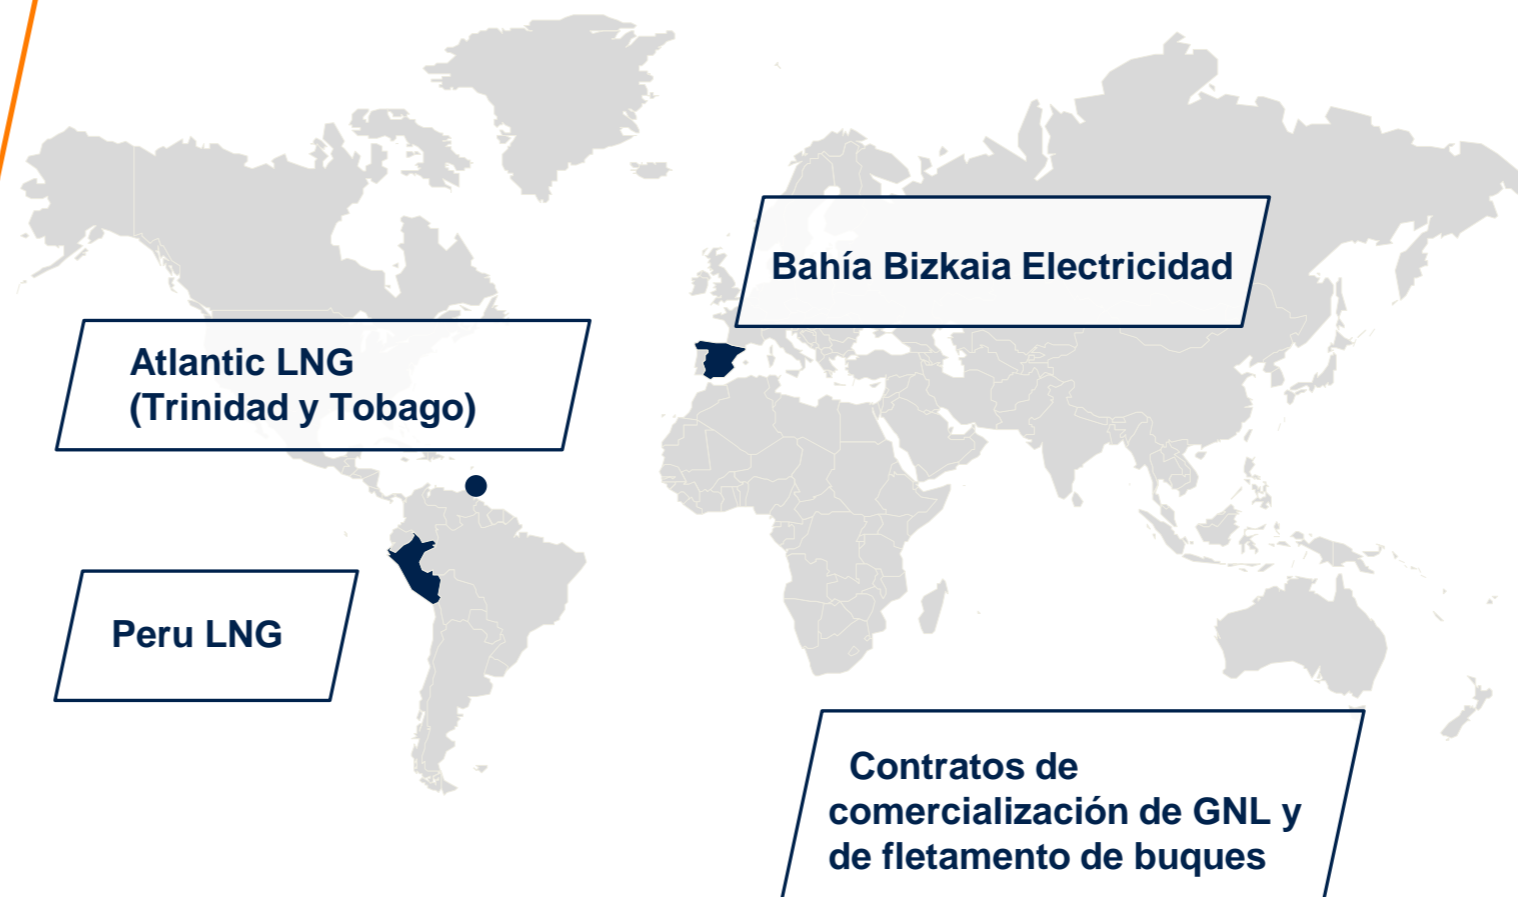 Bahía Bizkaia Electricidad
Atlantic LNG
(Trinidad y Tobago)
Peru LNG
Contratos de
comercialización de GNL y
de fletamento de buques